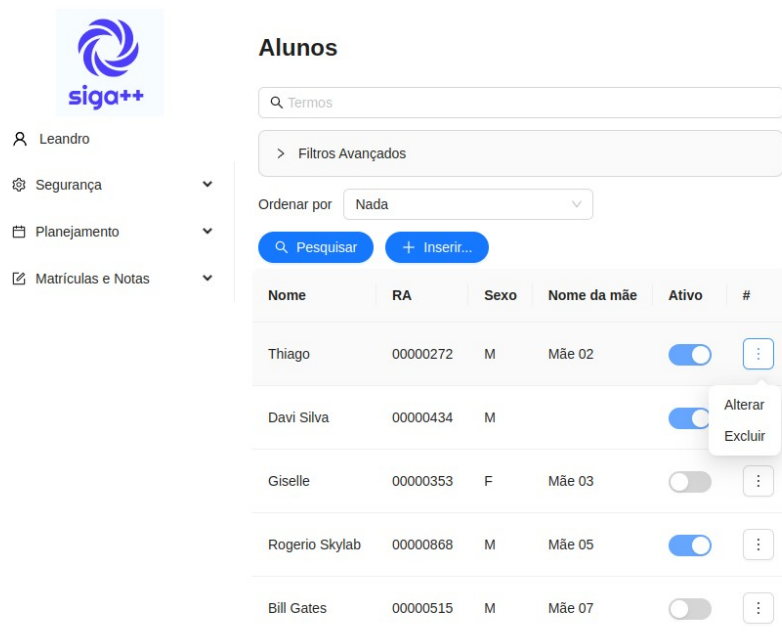 siga++
Leandro
Segurança
Planejamento
Matrículas e Notas
Alunos
Termos
Filtros Avançados
Ordenar por Nada
Pesquisar Inserir...
Nome RA Sexo Nome da mãe Ativo #
Thiago 00000272 M Mãe 02
Alterar
Excluir
Davi Silva 00000434 M
Giselle 00000353 F Mãe 03
Rogerio Skylab 00000868 M Mãe 05
Bill Gates 00000515 M Mãe 07